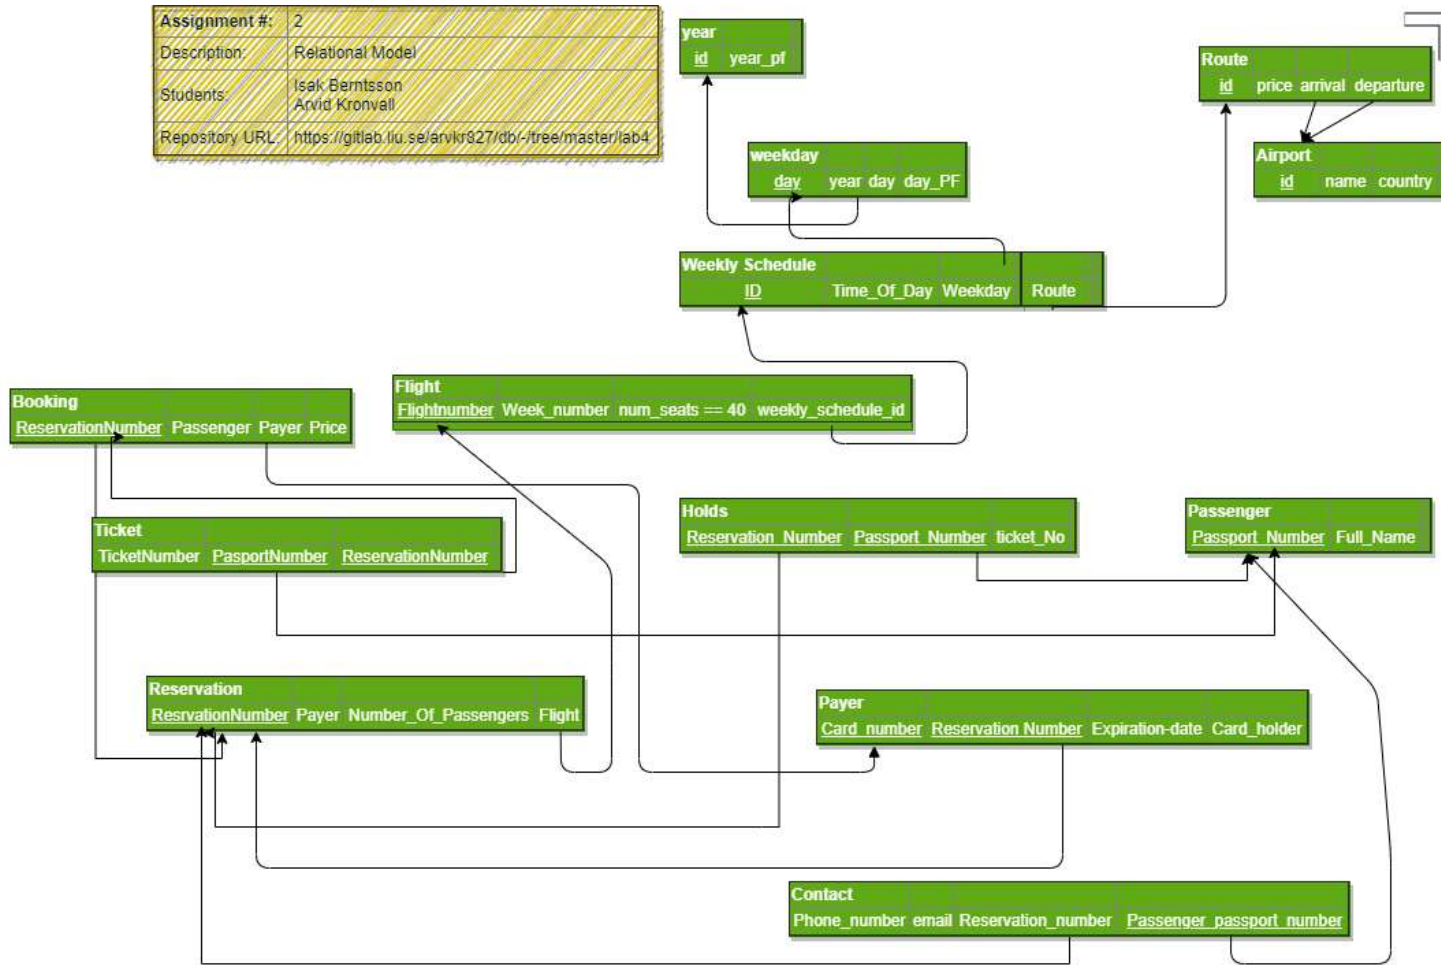 Assignment #: 2
Description: Relational Model
Students: Isak Berntsson
Arvid Kronvall
Repository URL: https://gitlab.liu.se/arvkr827/db/-/tree/master/lab4
year
id year_pf
Route
id price arrival departure
weekday
day year day day_PF
Airport
id name country
Weekly Schedule
ID Time_Of_Day Weekday Route
Flight
Flightnumber Week_number num_seats == 40 weekly_schedule_id
Booking
ReservationNumber Passenger Payer Price
Ticket
TicketNumber PasportNumber ReservationNumber
Holds
Reservation_Number Passport_Number ticket_No
Passenger
Passport_Number Full_Name
Reservation
ResrvationNumber Payer Number_Of_Passengers Flight
Payer
Card_number Reservation Number Expiration-date Card_holder
Contact
Phone_number email Reservation_number Passenger_passport_number